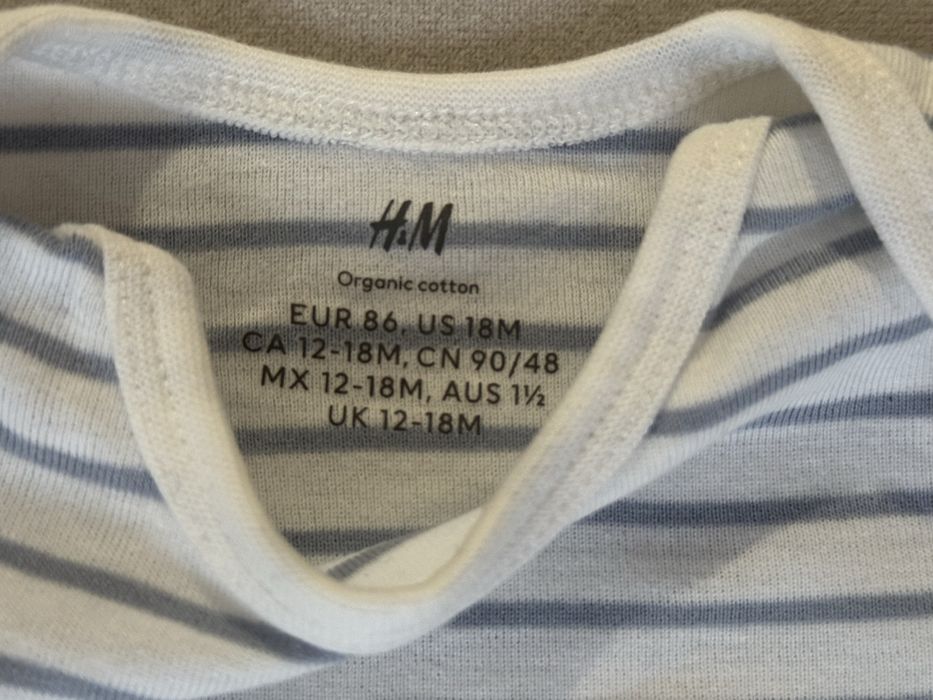 H&M
Organic cotton
EUR 86, US 18M
CA 12-18M, CN 90/48
MX 12-18M, AUS 1½
UK 12-18M